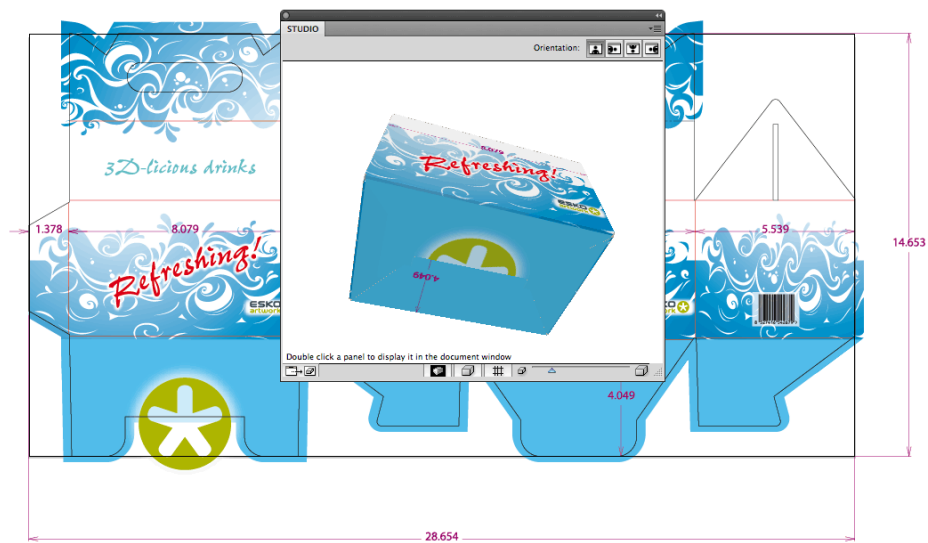 STUDIO
Orientation:
8.079
Refreshing!
ESKO
artwork
4.049
Double click a panel to display it in the document window
3D-licious drinks
1.378
8.079
Refreshing!
ESKO
artwork
5.539
14.653
4.049
28.654